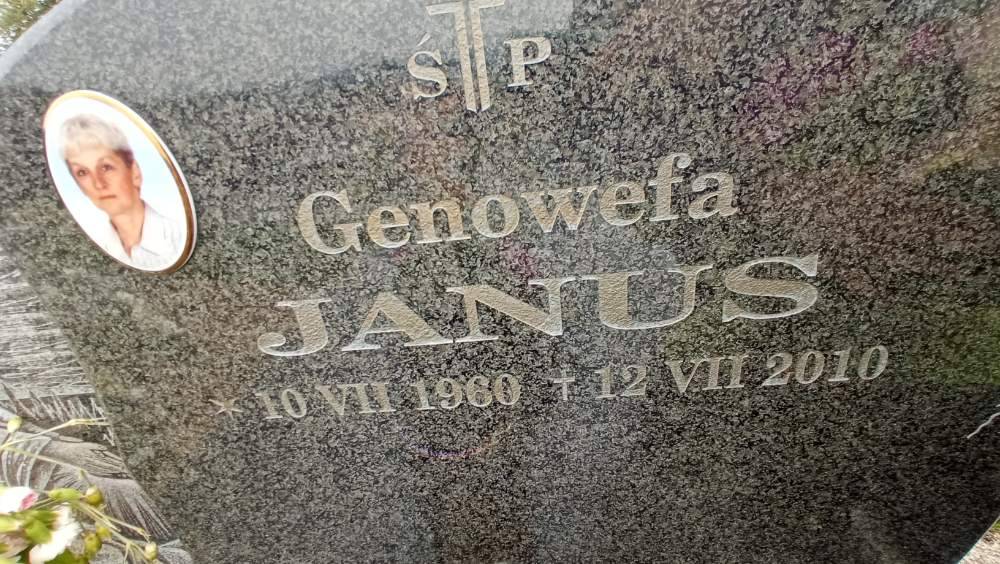 Ś P
Genowefa
JANUS
* 10 VII 1960 † 12 VII 2010